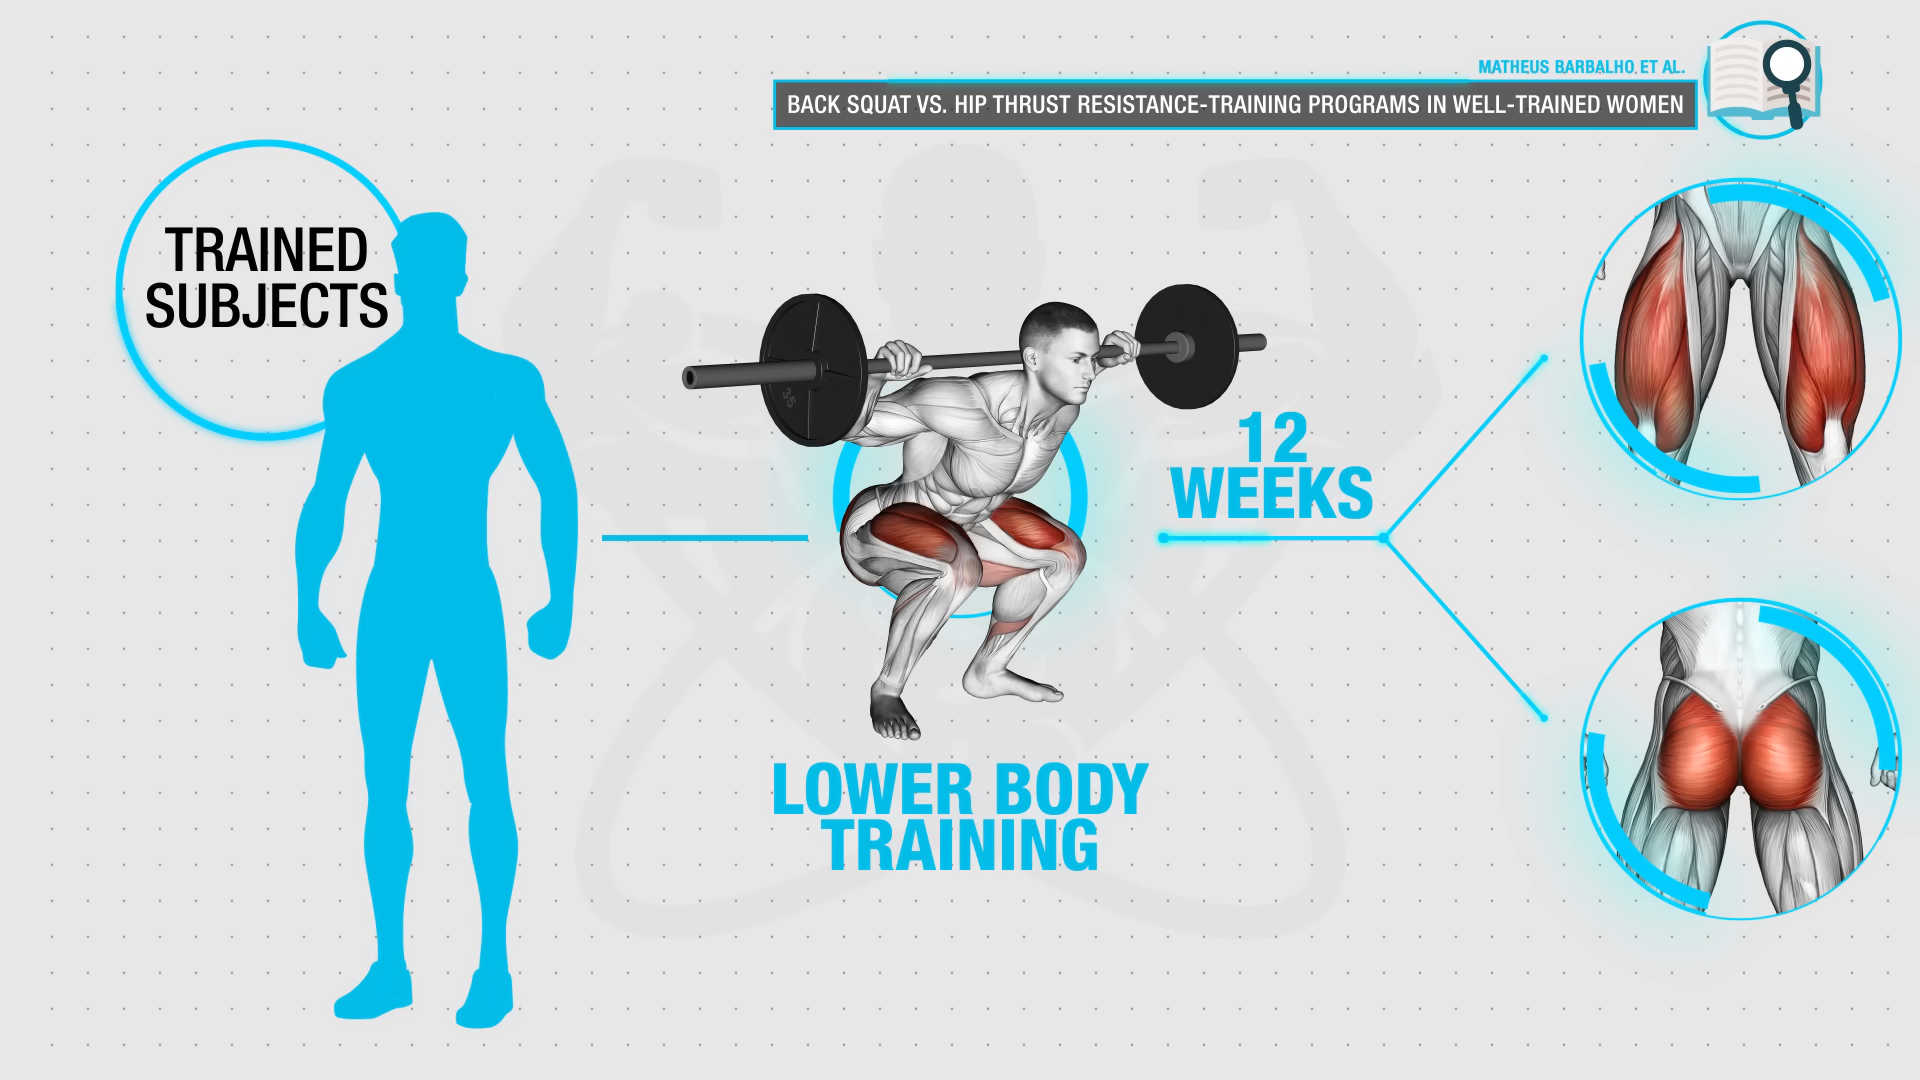 MATHEUS BARBALHO ET AL.
BACK SQUAT VS. HIP THRUST RESISTANCE-TRAINING PROGRAMS IN WELL-TRAINED WOMEN
TRAINED
SUBJECTS
35
12
WEEKS
LOWER BODY
TRAINING